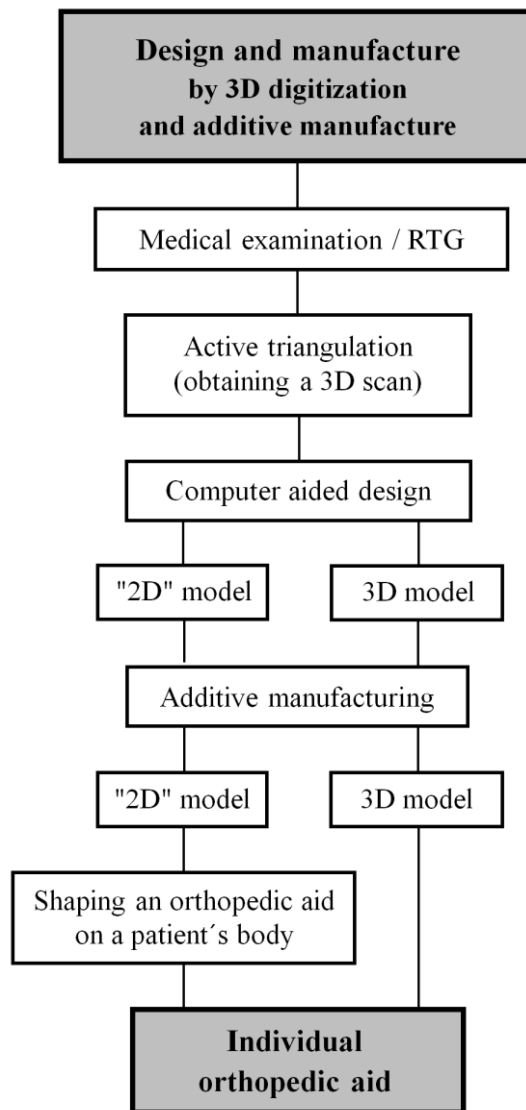 Design and manufacture
by 3D digitization
and additive manufacture
Medical examination / RTG
Active triangulation
(obtaining a 3D scan)
Computer aided design
"2D" model
3D model
Additive manufacturing
"2D" model
3D model
Shaping an orthopedic aid
on a patient´s body
Individual
orthopedic aid